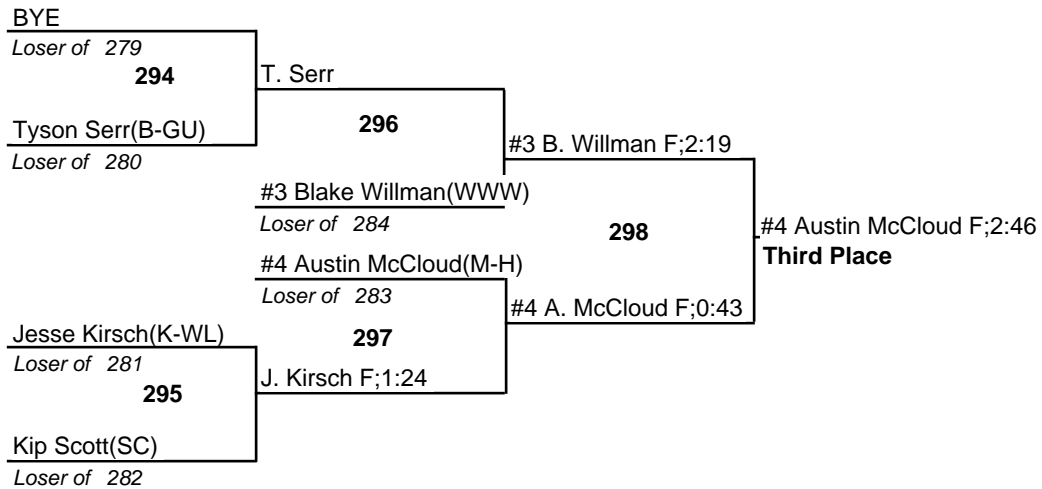 BYE
Loser of 279
294
T. Serr
Tyson Serr(B-GU)
Loser of 280
296
#3 B. Willman F;2:19
#3 Blake Willman(WWW)
Loser of 284
298
#4 Austin McCloud F;2:46
Third Place
#4 Austin McCloud(M-H)
Loser of 283
#4 A. McCloud F;0:43
297
Jesse Kirsch(K-WL)
Loser of 281
295
J. Kirsch F;1:24
Kip Scott(SC)
Loser of 282